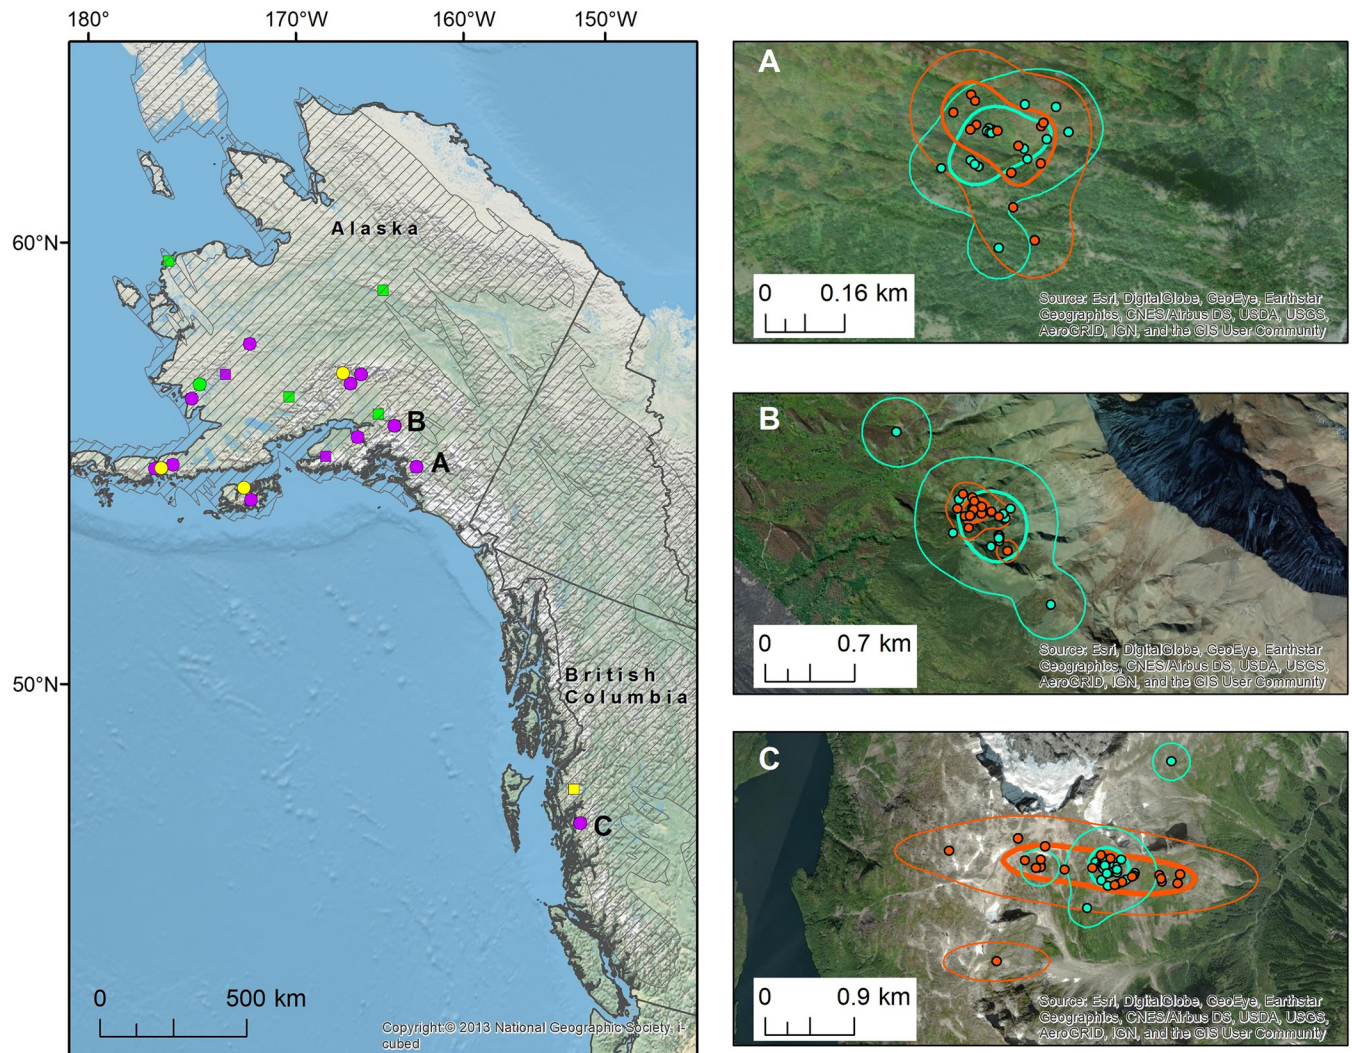 180°
170°W
160°W
150°W
60°N
50°N
Alaska
B
A
British
Columbia
C
0
500 km
Copyright:© 2013 National Geographic Society, i-
cubed
A
0
0.16 km
Source: Esri, DigitalGlobe, GeoEye, Earthstar
Geographics, CNES/Airbus DS, USDA, USGS,
AeroGRID, IGN, and the GIS User Community
B
0
0.7 km
Source: Esri, DigitalGlobe, GeoEye, Earthstar
Geographics, CNES/Airbus DS, USDA, USGS,
AeroGRID, IGN, and the GIS User Community
C
0
0.9 km
Source: Esri, DigitalGlobe, GeoEye, Earthstar
Geographics, CNES/Airbus DS, USDA, USGS,
AeroGRID, IGN, and the GIS User Community